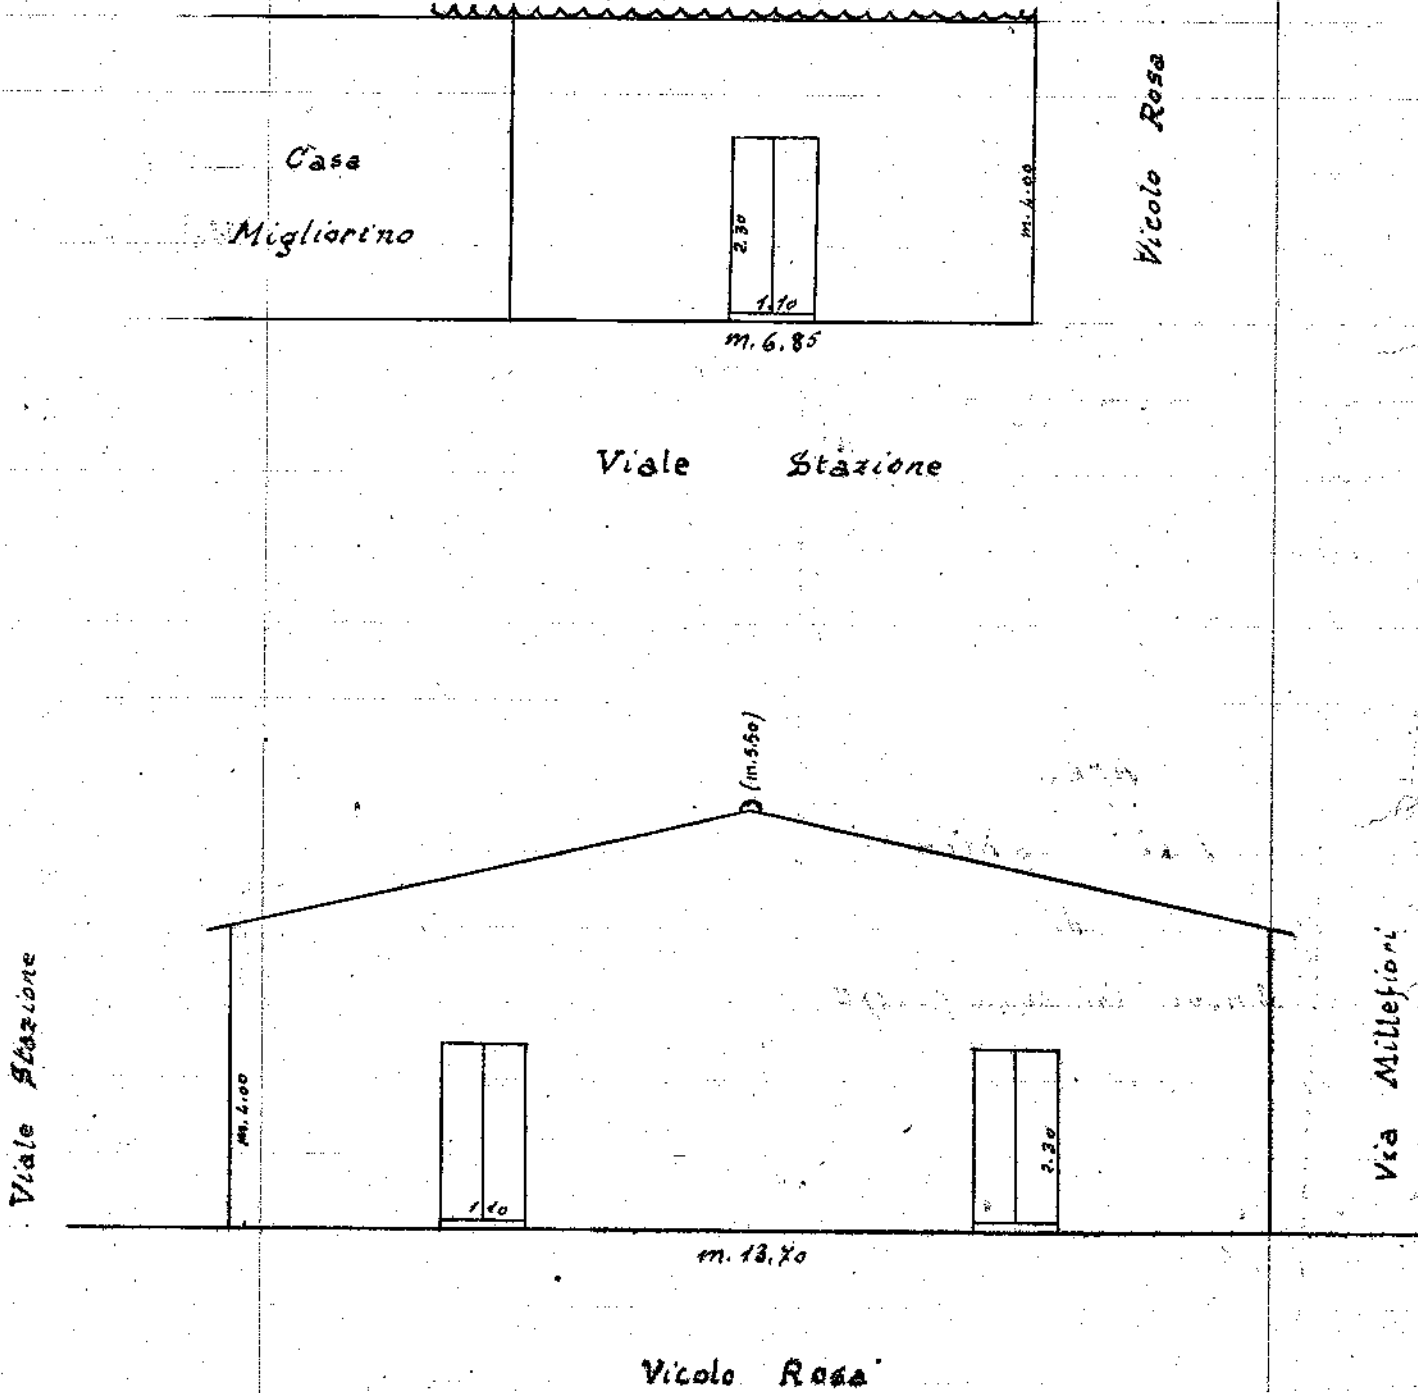 Casa
Migliorino
2.30
1.10
m. 4.00
Vicolo Rosa
m. 6.85
Viale Stazione
(m.5.50)
Viale Stazione
m. 4.00
1.10
2.30
Via Millefiori
m. 13.70
Vicolo Rosa